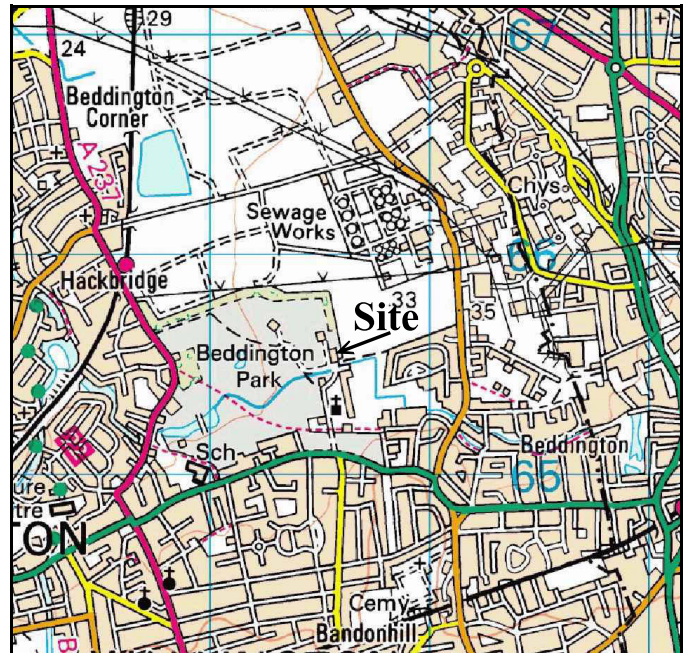 29
24
67
Beddington
Corner
A 237
Chys
Sewage
Works
66
Hackbridge
33
35
Site
Beddington
Park
Sch
Beddington
65
ure
tre
TON
Cemy
Bandonhill
B